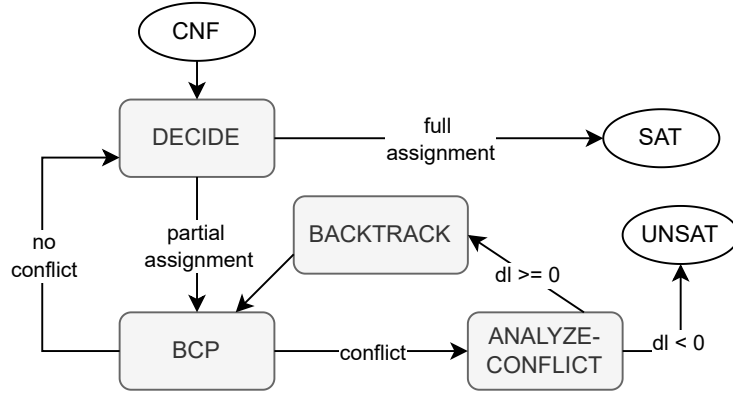 CNF
DECIDE
full
assignment
SAT
no
conflict
partial
assignment
BACKTRACK
UNSAT
dl >= 0
BCP
conflict
ANALYZE-
CONFLICT
dl < 0